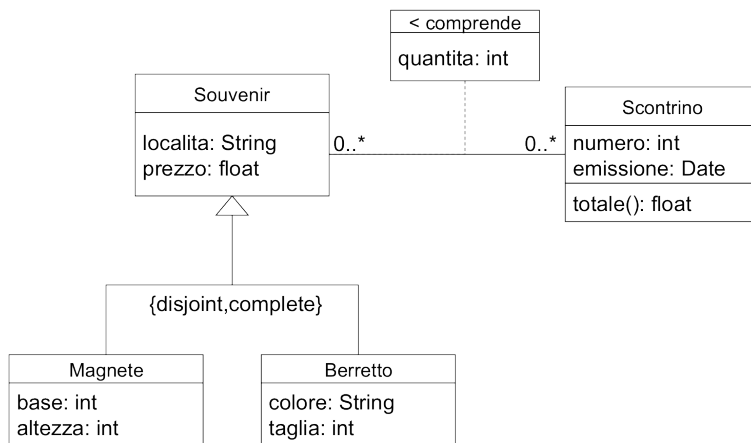 < comprende
quantita: int
Souvenir
localita: String
prezzo: float
0..*
0..*
Scontrino
numero: int
emissione: Date
totale(): float
{disjoint,complete}
Magnete
base: int
altezza: int
Berretto
colore: String
taglia: int